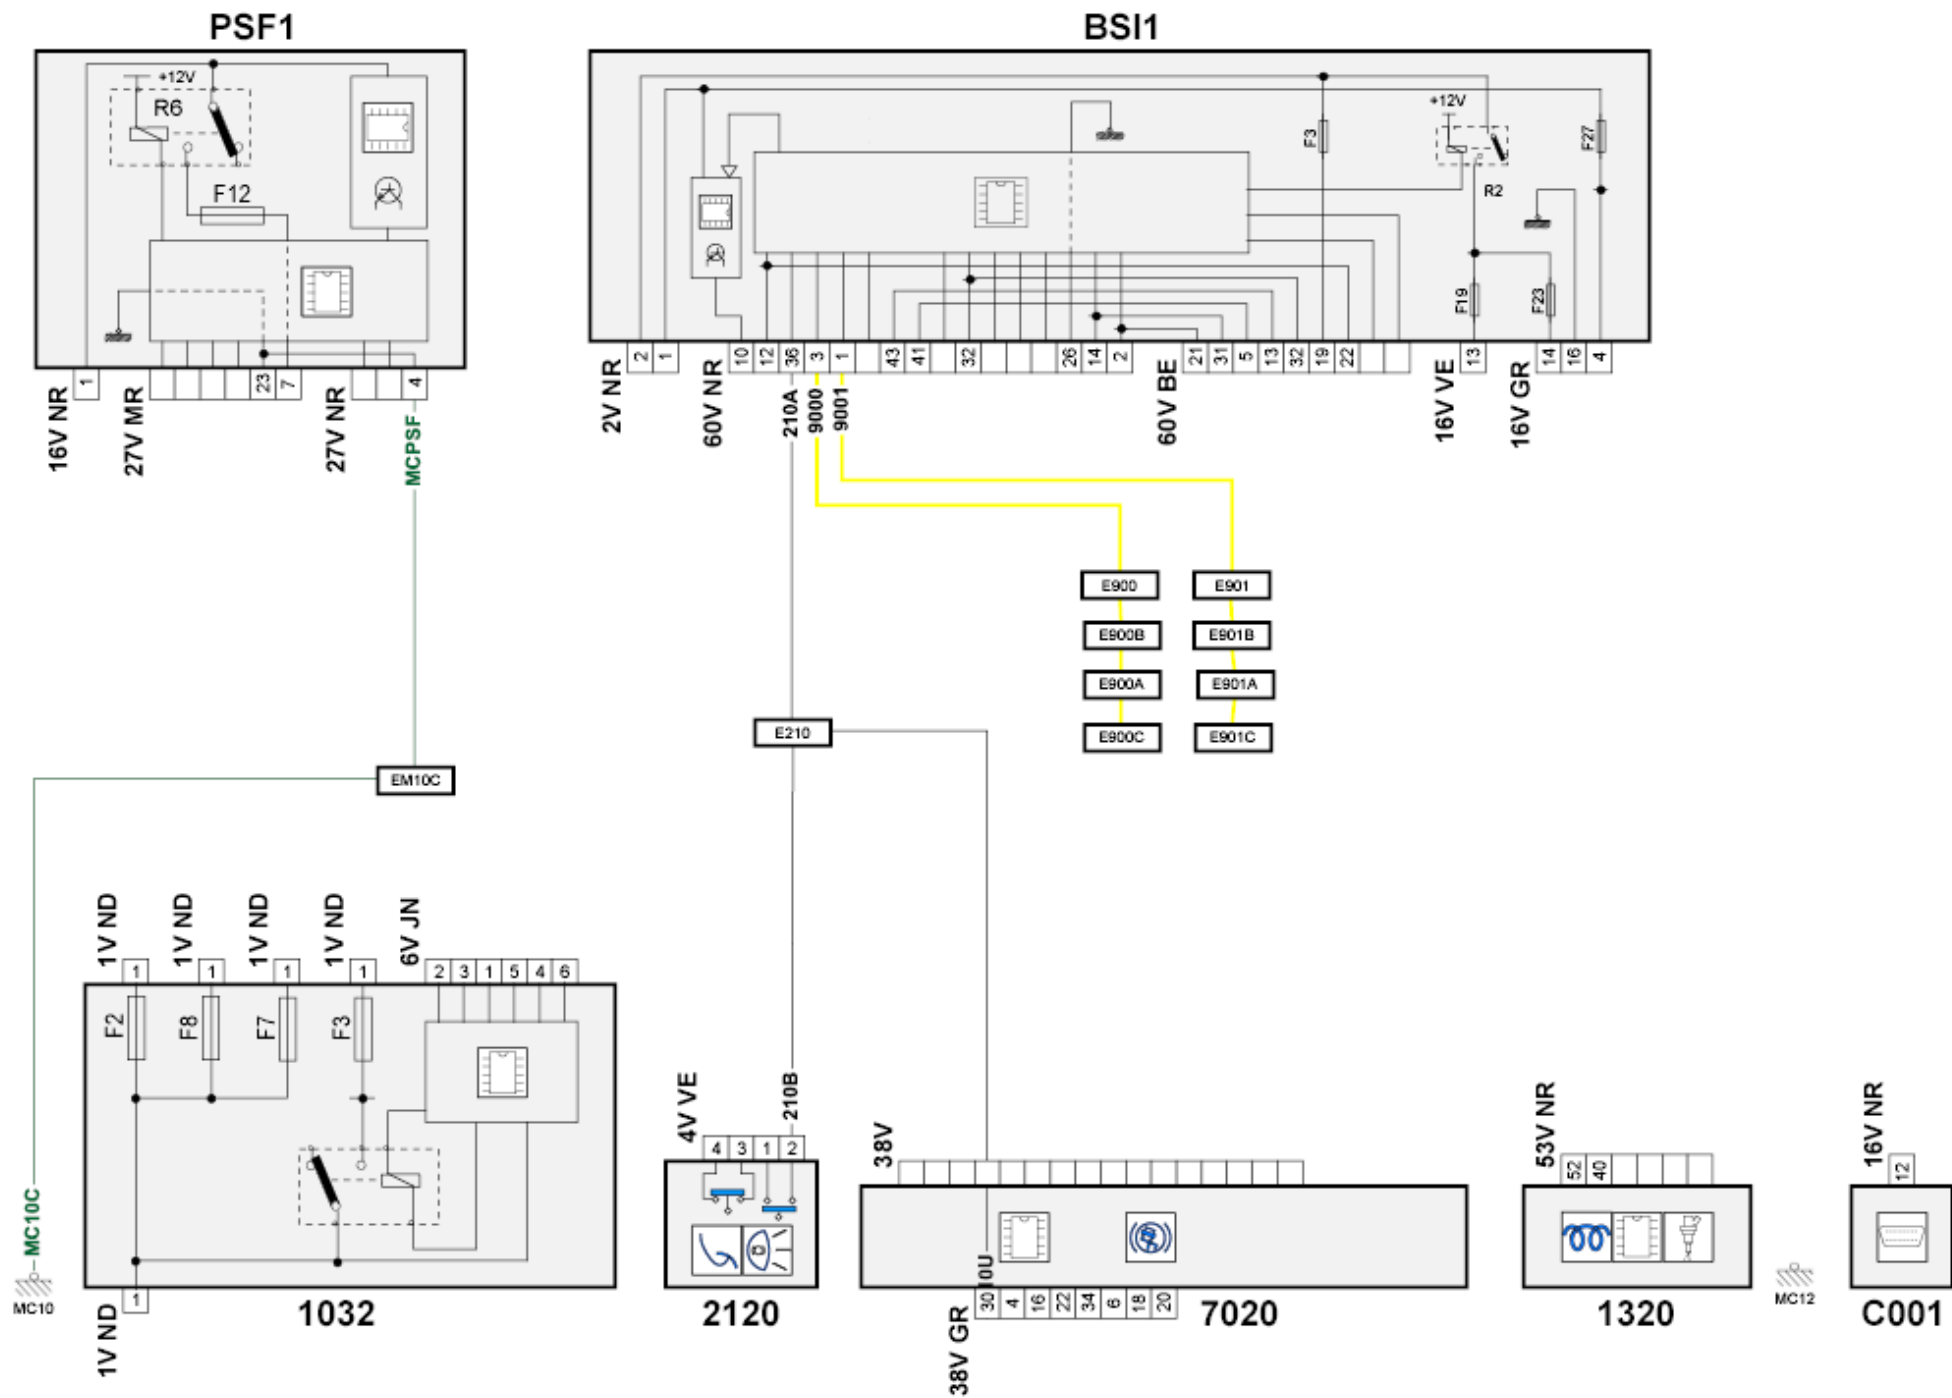 PSF1
BSI1
+12V
R6
F12
1
23
7
4
16V NR
27V MR
27V NR
MCPSF
F3
+12V
R2
F27
F19
F23
2
1
10
12
36
3
1
43
41
32
26
14
2
21
31
5
13
32
19
22
13
14
16
4
2V NR
60V NR
210A
9000
9001
60V BE
16V VE
16V GR
E900
E901
E900B
E901B
E900A
E901A
E900C
E901C
E210
EM10C
1V ND
1V ND
1V ND
1V ND
6V JN
1
1
1
1
2
3
1
5
4
6
F2
F8
F7
F3
MC10C
MC10
1V ND
1
1032
4V VE
210B
4
3
1
2
2120
38V
10U
38V GR
30
4
16
22
34
6
18
20
7020
53V NR
52
40
1320
MC12
16V NR
12
C001